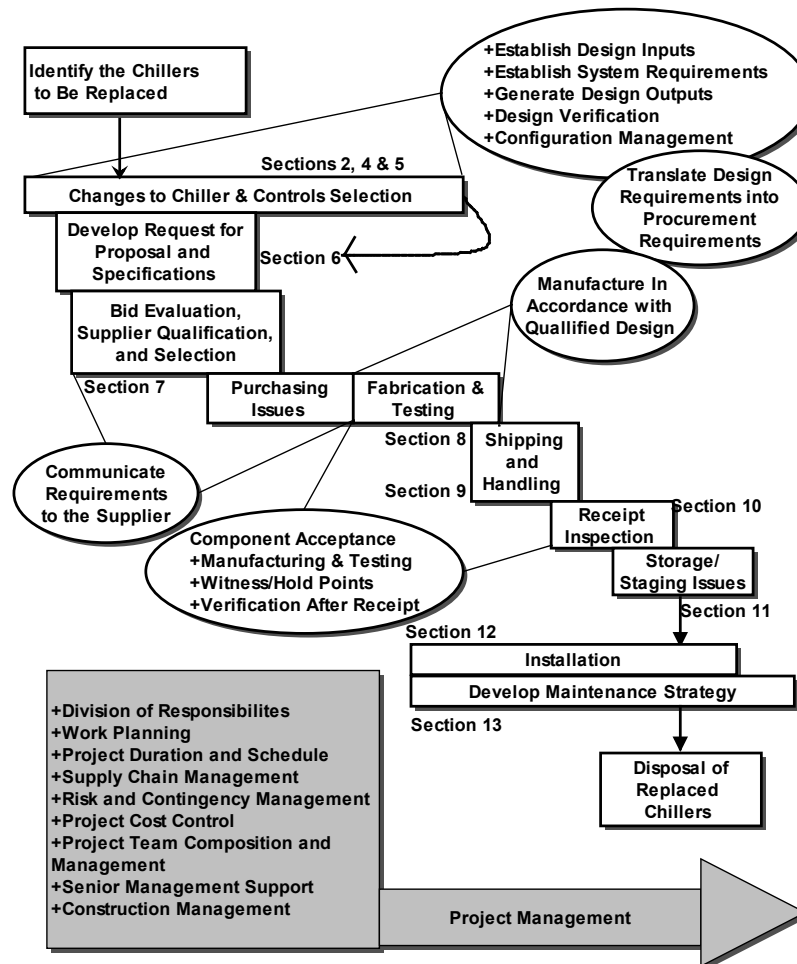 Identify the Chillers
to Be Replaced
+Establish Design Inputs
+Establish System Requirements
+Generate Design Outputs
+Design Verification
+Configuration Management
Sections 2, 4 & 5
Changes to Chiller & Controls Selection
Translate Design
Requirements into
Procurement
Requirements
Develop Request for
Proposal and
Specifications
Section 6
Manufacture In
Accordance with
Quallified Design
Bid Evaluation,
Supplier Qualification,
and Selection
Section 7
Purchasing
Issues
Fabrication &
Testing
Section 8
Shipping
and
Handling
Section 9
Communicate
Requirements
to the Supplier
Section 10
Receipt
Inspection
Component Acceptance
+Manufacturing & Testing
+Witness/Hold Points
+Verification After Receipt
Storage/
Staging Issues
Section 11
Section 12
Installation
Develop Maintenance Strategy
Section 13
Disposal of
Replaced
Chillers
+Division of Responsibilites
+Work Planning
+Project Duration and Schedule
+Supply Chain Management
+Risk and Contingency Management
+Project Cost Control
+Project Team Composition and
Management
+Senior Management Support
+Construction Management
Project Management